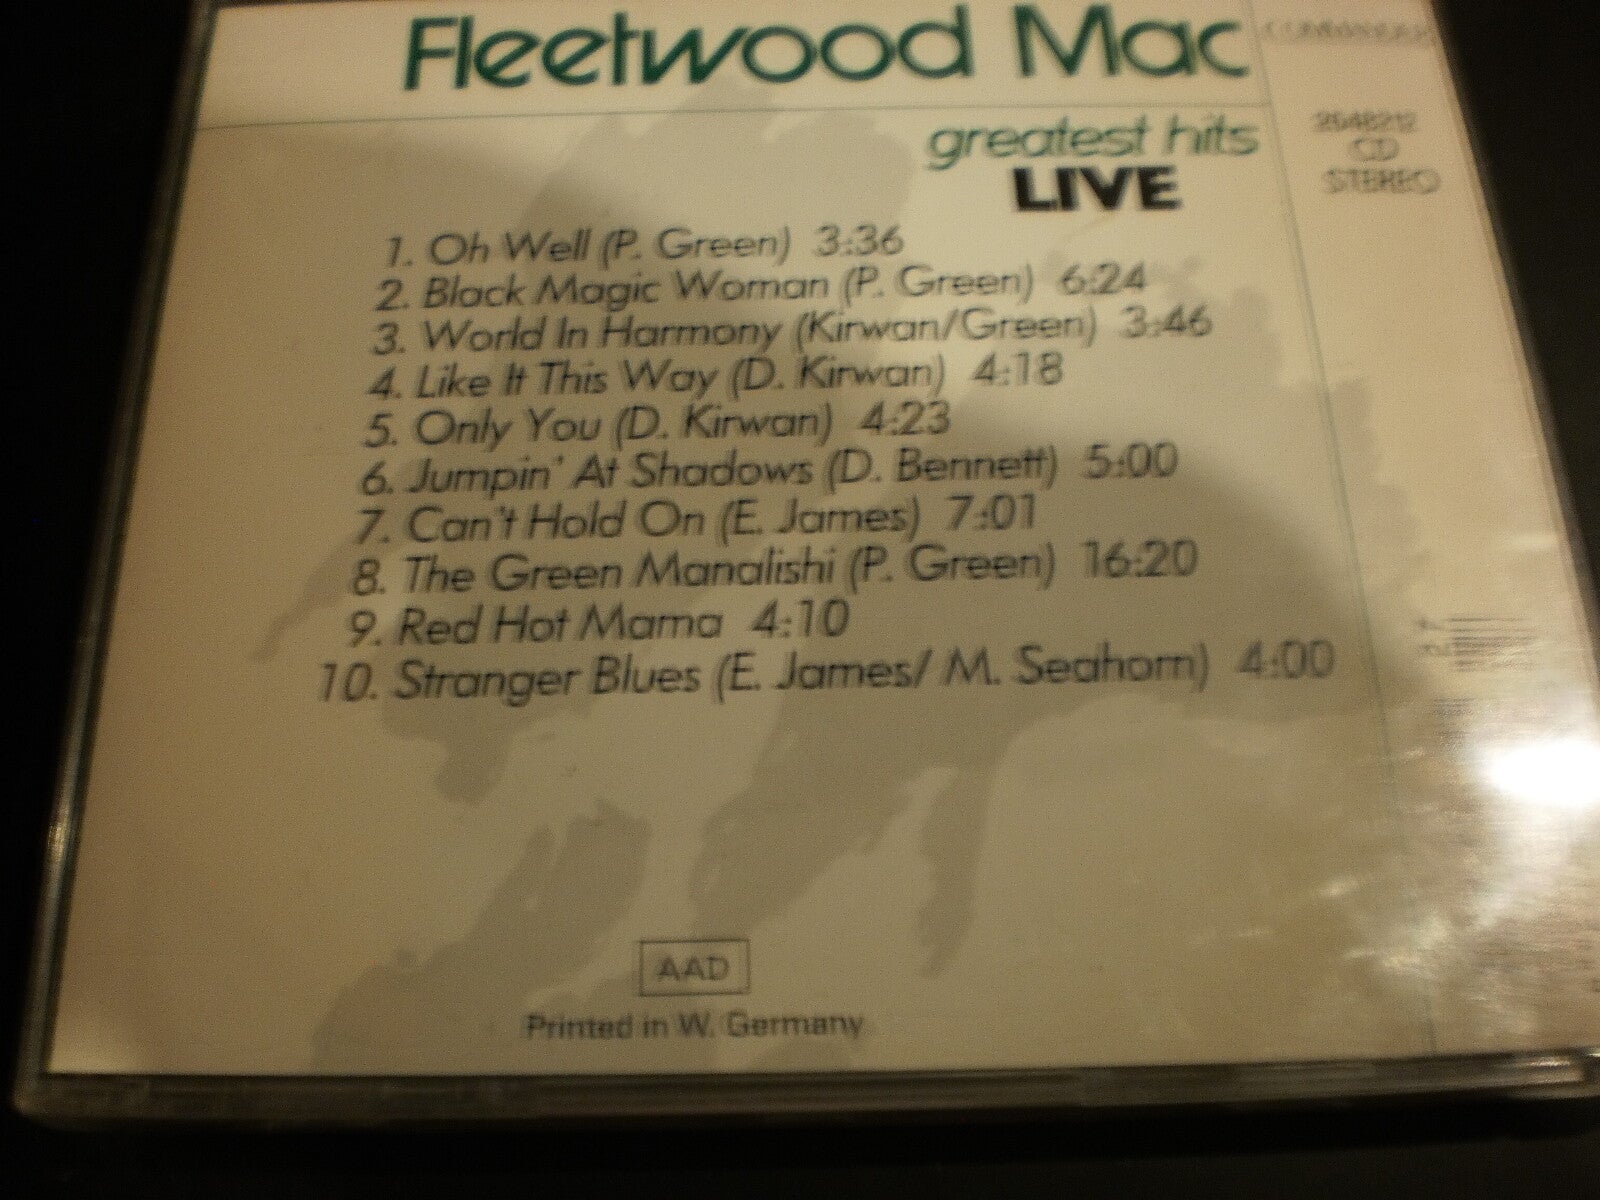 Fleetwood Mac
greatest hits
LIVE
2648212
CD
STEREO
1. Oh Well (P. Green) 3:36
2. Black Magic Woman (P. Green) 6:24
3. World In Harmony (Kirwan/Green) 3:46
4. Like It This Way (D. Kirwan) 4:18
5. Only You (D. Kirwan) 4:23
6. Jumpin' At Shadows (D. Bennett) 5:00
7. Can't Hold On (E. James) 7:01
8. The Green Manalishi (P. Green) 16:20
9. Red Hot Mama 4:10
10. Stranger Blues (E. James/ M. Seahorn) 4:00
AAD
Printed in W. Germany